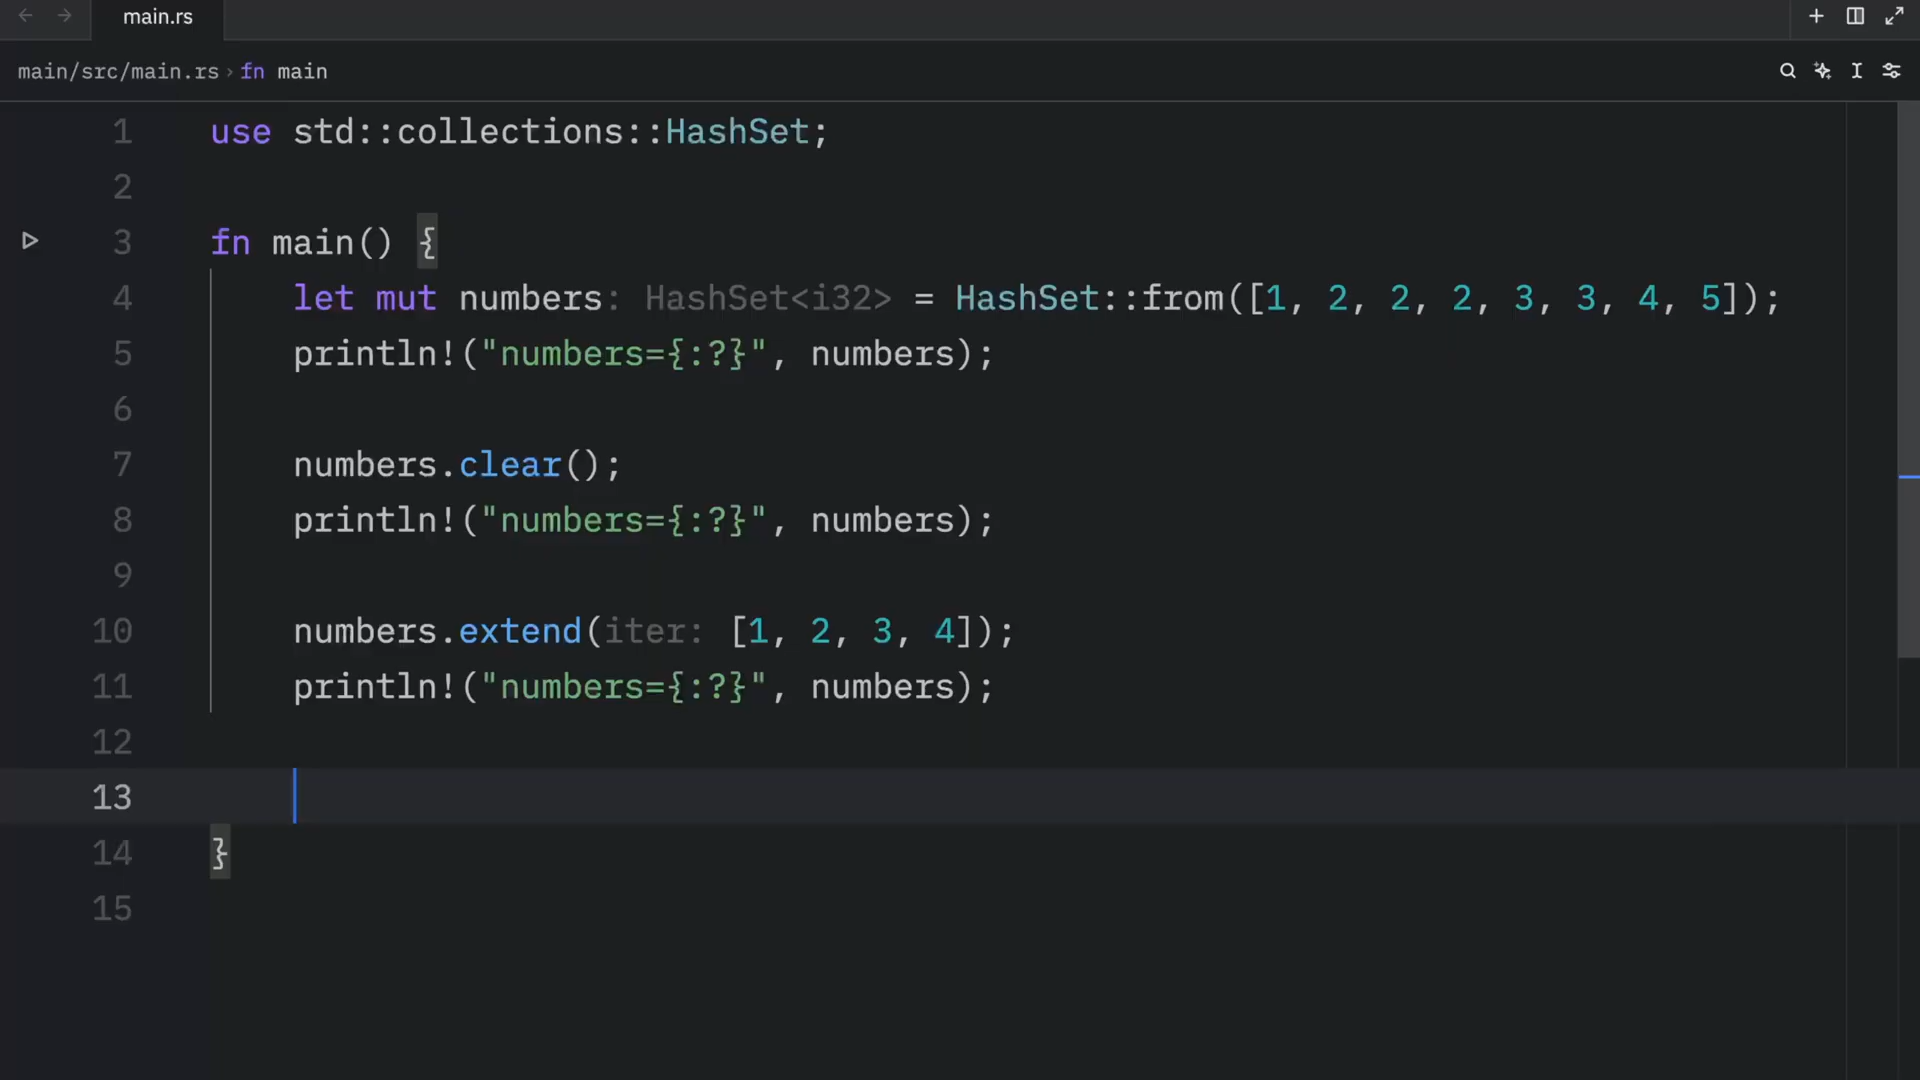 main.rs
main/src/main.rs › fn main
1 use std::collections::HashSet;
2
3 fn main() {
4     let mut numbers: HashSet<i32> = HashSet::from([1, 2, 2, 2, 3, 3, 4, 5]);
5     println!("numbers={:?}", numbers);
6
7     numbers.clear();
8     println!("numbers={:?}", numbers);
9
10     numbers.extend(iter: [1, 2, 3, 4]);
11     println!("numbers={:?}", numbers);
12
13
14 }
15